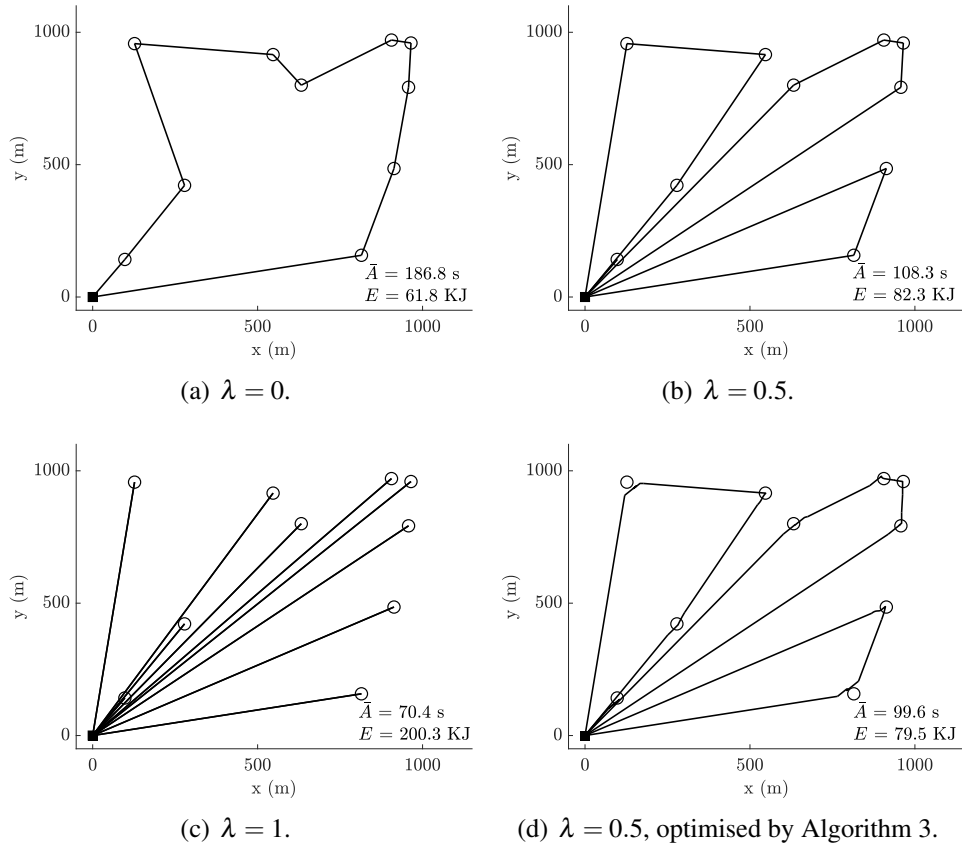 1000
500
0
y (m)
0
500
1000
x (m)
Ā = 186.8 s
E = 61.8 KJ
(a) λ = 0.
1000
500
0
y (m)
0
500
1000
x (m)
Ā = 108.3 s
E = 82.3 KJ
(b) λ = 0.5.
1000
500
0
y (m)
0
500
1000
x (m)
Ā = 70.4 s
E = 200.3 KJ
(c) λ = 1.
1000
500
0
y (m)
0
500
1000
x (m)
Ā = 99.6 s
E = 79.5 KJ
(d) λ = 0.5, optimised by Algorithm 3.